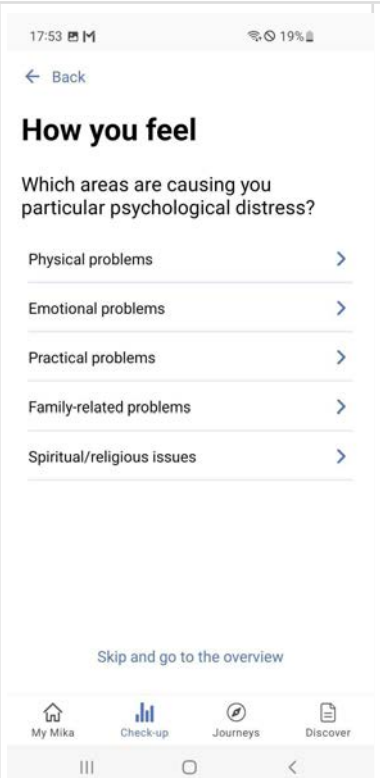 17:53 M 19%
Back
How you feel
Which areas are causing you
particular psychological distress?
Physical problems
Emotional problems
Practical problems
Family-related problems
Spiritual/religious issues
Skip and go to the overview
My Mika Check-up Journeys Discover